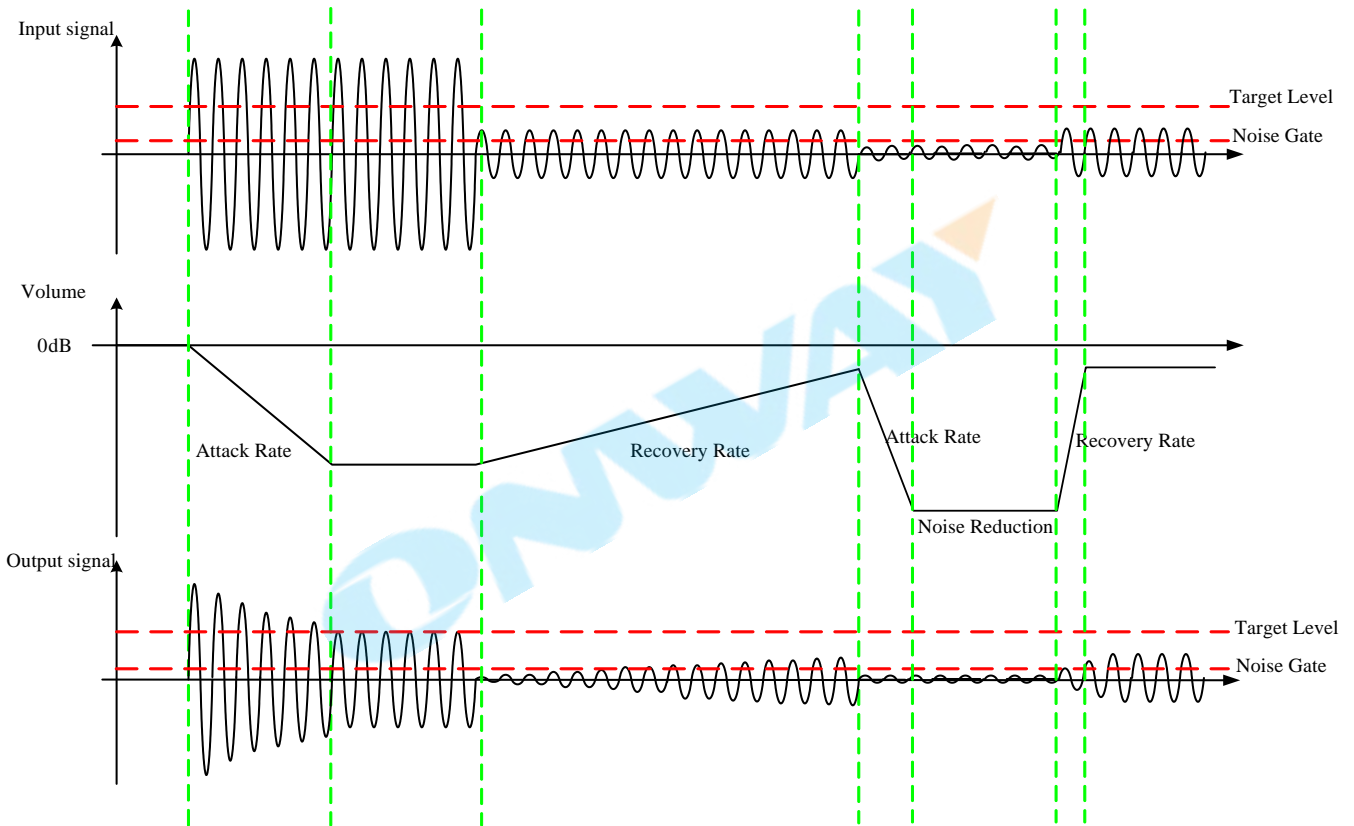 Input signal
Target Level
Noise Gate
Volume
0dB
Attack Rate
Recovery Rate
Attack Rate
Recovery Rate
Noise Reduction
Output signal
Target Level
Noise Gate
ONWAY